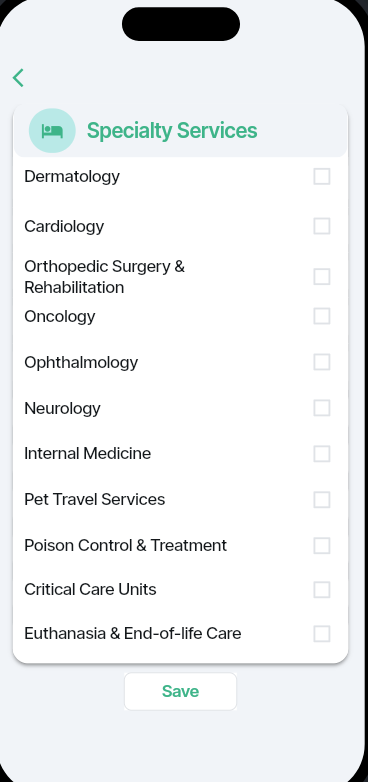 Specialty Services
Dermatology
Cardiology
Orthopedic Surgery &
Rehabilitation
Oncology
Ophthalmology
Neurology
Internal Medicine
Pet Travel Services
Poison Control & Treatment
Critical Care Units
Euthanasia & End-of-life Care
Save